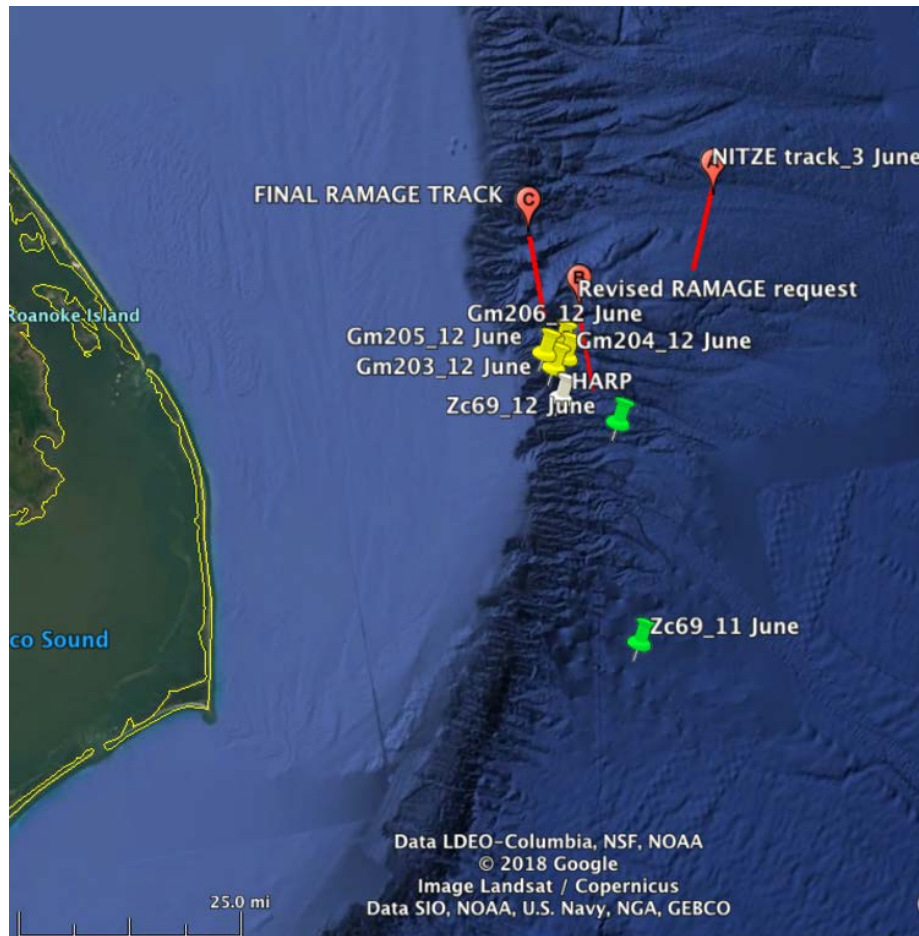 A
NITZE track_3 June
FINAL RAMAGE TRACK
C
B
Revised RAMAGE request
Roanoke Island
Gm206_12 June
Gm205_12 June
Gm204_12 June
Gm203_12 June
HARP
Zc69_12 June
Zc69_11 June
co Sound
Data LDEO-Columbia, NSF, NOAA
© 2018 Google
Image Landsat / Copernicus
Data SIO, NOAA, U.S. Navy, NGA, GEBCO
25.0 mi